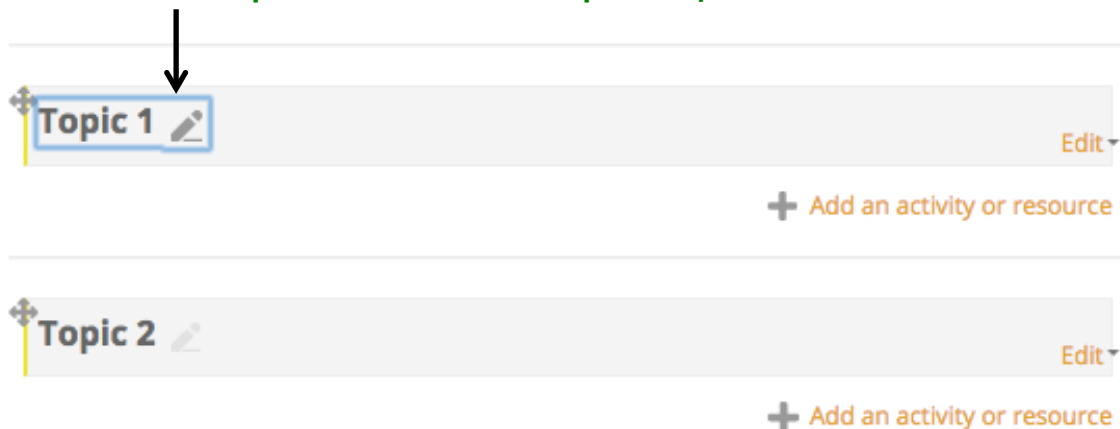 Topic 1
Edit
Add an activity or resource
Topic 2
Edit
Add an activity or resource